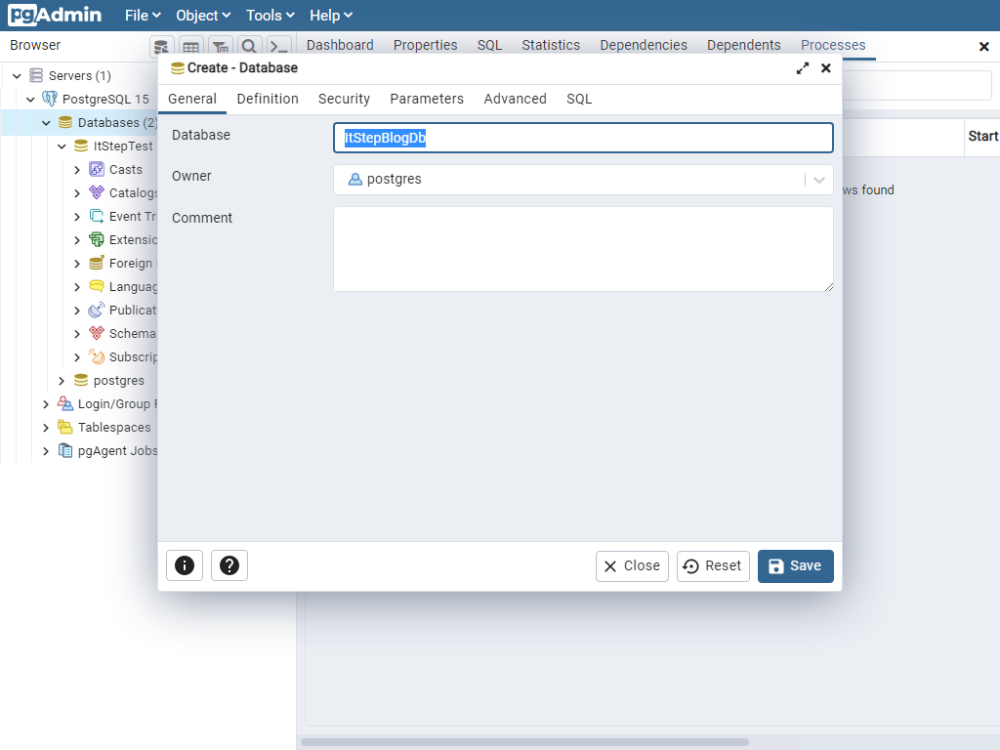 pgAdmin
File
Object
Tools
Help
Browser
Dashboard
Properties
SQL
Statistics
Dependencies
Dependents
Processes
Servers (1)
PostgreSQL 15
Databases (2)
ItStepTest
Casts
Catalogs
Event Tri
Extensio
Foreign
Languag
Publicat
Schema
Subscrip
postgres
Login/Group R
Tablespaces
pgAgent Jobs
Start
ws found
Create - Database
General
Definition
Security
Parameters
Advanced
SQL
Database
ItStepBlogDb
Owner
postgres
Comment
Close
Reset
Save